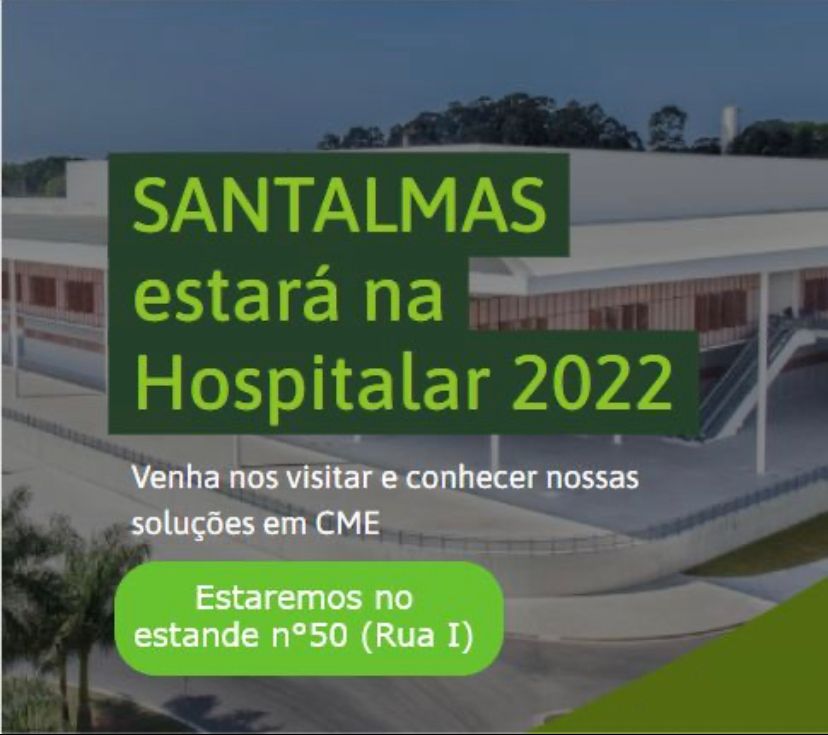 SANTALMAS
estará na
Hospitalar 2022
Venha nos visitar e conhecer nossas
soluções em CME
Estaremos no
estande n°50 (Rua I)